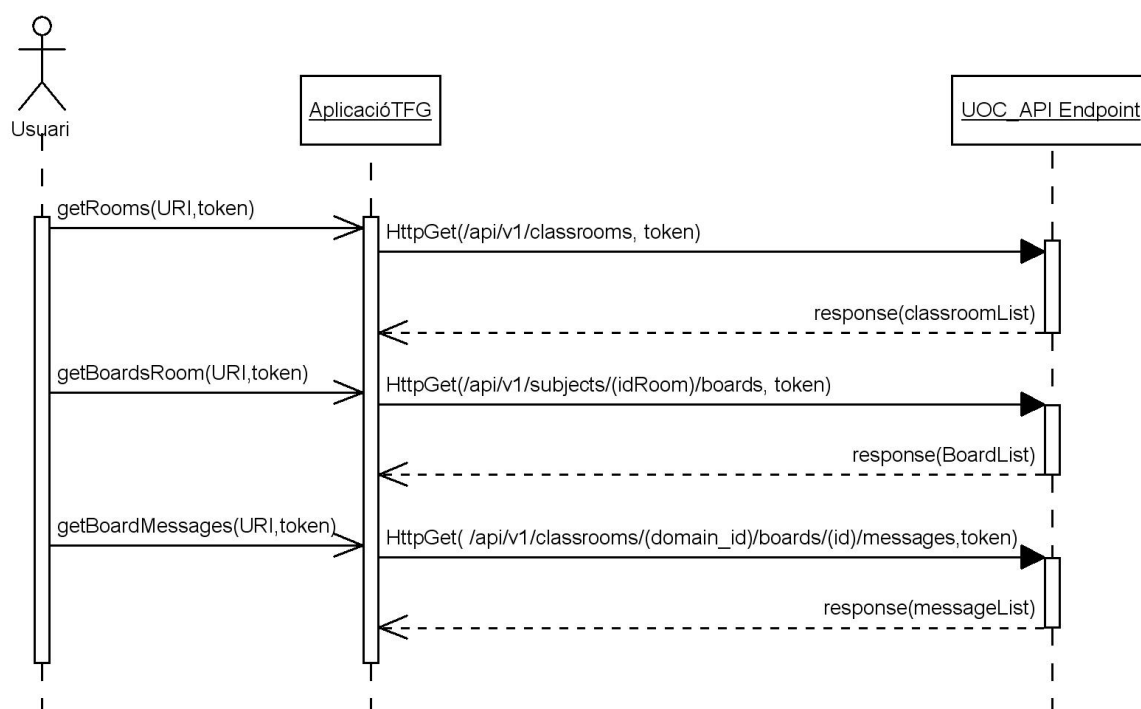 Usuari
AplicacióTFG
UOC_API Endpoint
getRooms(URI,token)
HttpGet(/api/v1/classrooms, token)
response(classroomList)
getBoardsRoom(URI,token)
HttpGet(/api/v1/subjects/(idRoom)/boards, token)
response(BoardList)
getBoardMessages(URI,token)
HttpGet( /api/v1/classrooms/(domain_id)/boards/(id)/messages,token)
response(messageList)